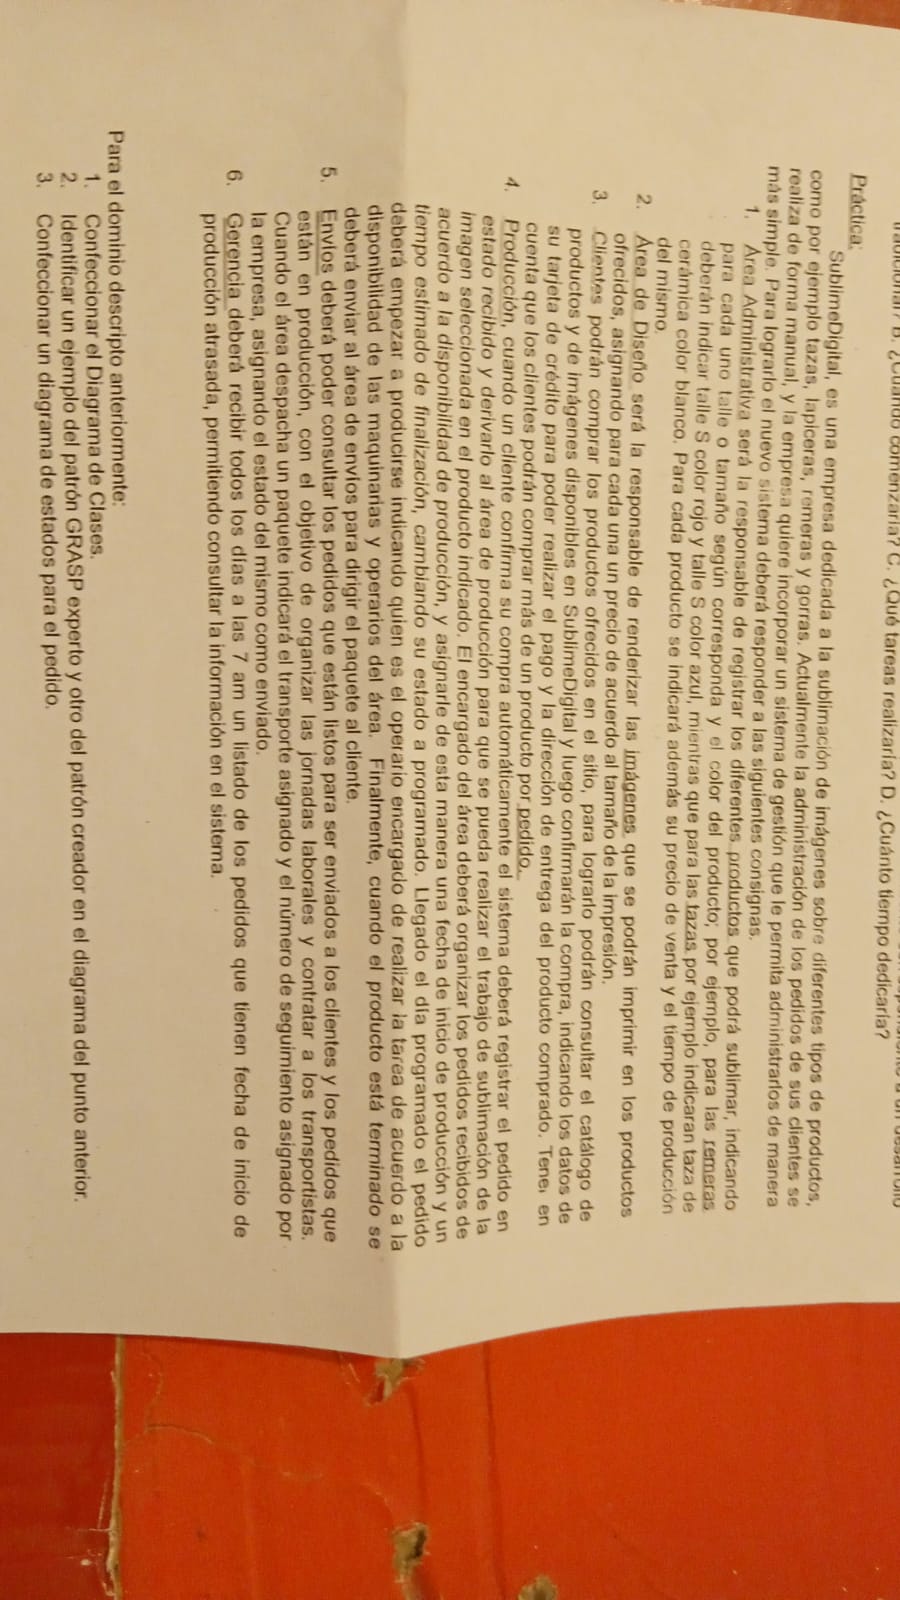 B. ¿Cuándo comenzaría? C. ¿Qué tareas realizaría? D. ¿Cuánto tiempo dedicaría?
Práctica:
SublimeDigital, es una empresa dedicada a la sublimación de imágenes sobre diferentes tipos de productos,
como por ejemplo tazas, lapiceras, remeras y gorras. Actualmente la administración de los pedidos de sus clientes se
realiza de forma manual, y la empresa quiere incorporar un sistema de gestión que le permita administrarlos de manera
más simple. Para lograrlo el nuevo sistema deberá responder a las siguientes consignas.
1. Área Administrativa será la responsable de registrar los diferentes productos que podrá sublimar, indicando
para cada uno talle o tamaño según corresponda y el color del producto; por ejemplo, para las remeras
deberán indicar talle S color rojo y talle S color azul, mientras que para las tazas por ejemplo indicaran taza de
cerámica color blanco. Para cada producto se indicará además su precio de venta y el tiempo de producción
del mismo.
2. Área de Diseño será la responsable de renderizar las imágenes que se podrán imprimir en los productos
ofrecidos, asignando para cada una un precio de acuerdo al tamaño de la impresión.
3. Clientes podrán comprar los productos ofrecidos en el sitio, para lograrlo podrán consultar el catálogo de
productos y de imágenes disponibles en SublimeDigital y luego confirmarán la compra, indicando los datos de
su tarjeta de crédito para poder realizar el pago y la dirección de entrega del producto comprado. Tener en
cuenta que los clientes podrán comprar más de un producto por pedido.
4. Producción, cuando un cliente confirma su compra automáticamente el sistema deberá registrar el pedido en
estado recibido y derivarlo al área de producción para que se pueda realizar el trabajo de sublimación de la
imagen seleccionada en el producto indicado. El encargado del área deberá organizar los pedidos recibidos de
acuerdo a la disponibilidad de producción, y asignarle de esta manera una fecha de inicio de producción y un
tiempo estimado de finalización, cambiando su estado a programado. Llegado el día programado el pedido
deberá empezar a producirse indicando quien es el operario encargado de realizar la tarea de acuerdo a la
disponibilidad de las maquinarias y operarios del área. Finalmente, cuando el producto está terminado se
deberá enviar al área de envíos para dirigir el paquete al cliente.
5. Envíos deberá poder consultar los pedidos que están listos para ser enviados a los clientes y los pedidos que
están en producción, con el objetivo de organizar las jornadas laborales y contratar a los transportistas.
Cuando el área despacha un paquete indicará el transporte asignado y el número de seguimiento asignado por
la empresa, asignando el estado del mismo como enviado.
6. Gerencia deberá recibir todos los días a las 7 am un listado de los pedidos que tienen fecha de inicio de
producción atrasada, permitiendo consultar la información en el sistema.
Para el dominio descripto anteriormente:
1. Confeccionar el Diagrama de Clases.
2. Identificar un ejemplo del patrón GRASP experto y otro del patrón creador en el diagrama del punto anterior.
3. Confeccionar un diagrama de estados para el pedido.